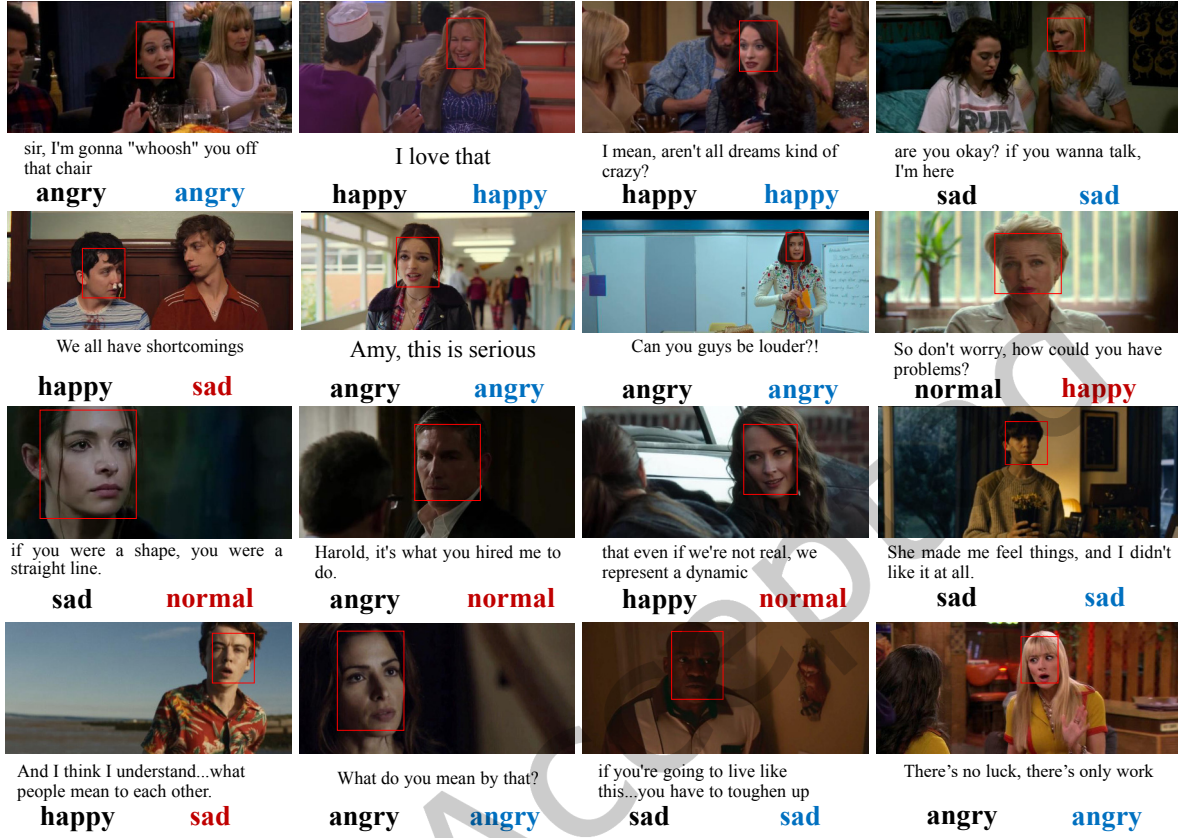 sir, I'm gonna "whoosh" you off
that chair
angry angry
I love that
happy happy
I mean, aren't all dreams kind of
crazy?
happy happy
RUN
are you okay? if you wanna talk,
I'm here
sad sad
We all have shortcomings
happy sad
Amy, this is serious
angry angry
Can you guys be louder?!
angry angry
So don't worry, how could you have
problems?
normal happy
if you were a shape, you were a
straight line.
sad normal
Harold, it's what you hired me to
do.
angry normal
that even if we're not real, we
represent a dynamic
happy normal
She made me feel things, and I didn't
like it at all.
sad sad
And I think I understand...what
people mean to each other.
happy sad
What do you mean by that?
angry angry
if you're going to live like
this...you have to toughen up
sad sad
There's no luck, there's only work
angry angry
Accepted